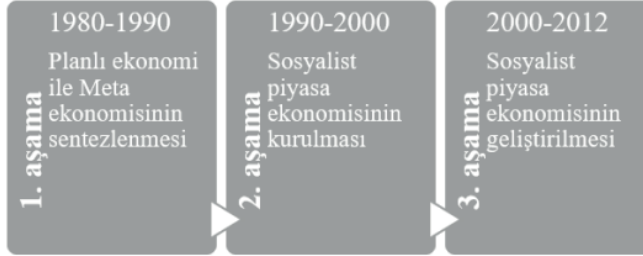 1. aşama
1980-1990
Planlı ekonomi
ile Meta
ekonomisinin
sentezlenmesi
2. aşama
1990-2000
Sosyalist
piyasa
ekonomisinin
kurulması
3. aşama
2000-2012
Sosyalist
piyasa
ekonomisinin
geliştirilmesi